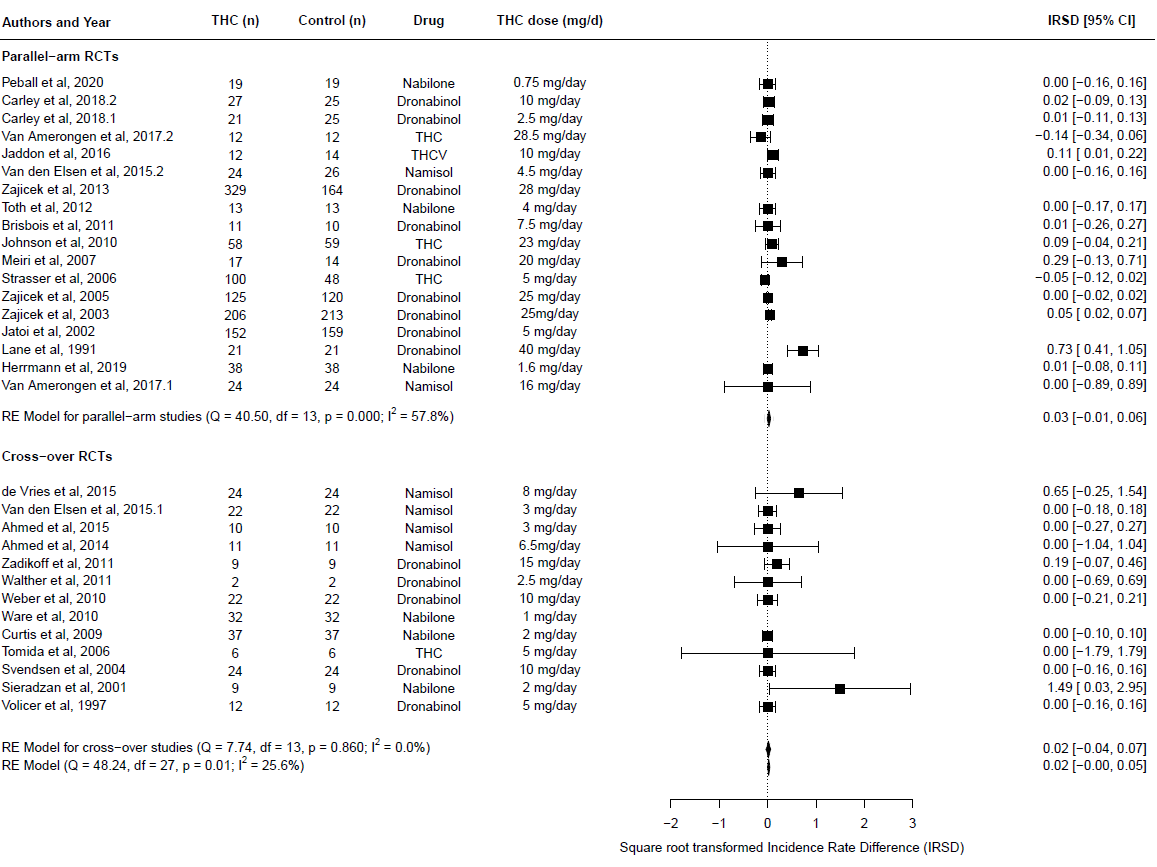 Authors and Year THC (n) Control (n) Drug THC dose (mg/d) IRSD [95% CI]
Parallel−arm RCTs
Peball et al, 2020 19 19 Nabilone 0.75 mg/day 0.00 [−0.16, 0.16]
Carley et al, 2018.2 27 25 Dronabinol 10 mg/day 0.02 [−0.09, 0.13]
Carley et al, 2018.1 21 25 Dronabinol 2.5 mg/day 0.01 [−0.11, 0.13]
Van Amerongen et al, 2017.2 12 12 THC 28.5 mg/day −0.14 [−0.34, 0.06]
Jaddon et al, 2016 12 14 THCV 10 mg/day 0.11 [ 0.01, 0.22]
Van den Elsen et al, 2015.2 24 26 Namisol 4.5 mg/day 0.00 [−0.16, 0.16]
Zajicek et al, 2013 329 164 Dronabinol 28 mg/day
Toth et al, 2012 13 13 Nabilone 4 mg/day 0.00 [−0.17, 0.17]
Brisbois et al, 2011 11 10 Dronabinol 7.5 mg/day 0.01 [−0.26, 0.27]
Johnson et al, 2010 58 59 THC 23 mg/day 0.09 [−0.04, 0.21]
Meiri et al, 2007 17 14 Dronabinol 20 mg/day 0.29 [−0.13, 0.71]
Strasser et al, 2006 100 48 THC 5 mg/day −0.05 [−0.12, 0.02]
Zajicek et al, 2005 125 120 Dronabinol 25 mg/day 0.00 [−0.02, 0.02]
Zajicek et al, 2003 206 213 Dronabinol 25mg/day 0.05 [ 0.02, 0.07]
Jatoi et al, 2002 152 159 Dronabinol 5 mg/day
Lane et al, 1991 21 21 Dronabinol 40 mg/day 0.73 [ 0.41, 1.05]
Herrmann et al, 2019 38 38 Nabilone 1.6 mg/day 0.01 [−0.08, 0.11]
Van Amerongen et al, 2017.1 24 24 Namisol 16 mg/day 0.00 [−0.89, 0.89]
RE Model for parallel−arm studies (Q = 40.50, df = 13, p = 0.000; I² = 57.8%) 0.03 [−0.01, 0.06]
Cross−over RCTs
de Vries et al, 2015 24 24 Namisol 8 mg/day 0.65 [−0.25, 1.54]
Van den Elsen et al, 2015.1 22 22 Namisol 3 mg/day 0.00 [−0.18, 0.18]
Ahmed et al, 2015 10 10 Namisol 3 mg/day 0.00 [−0.27, 0.27]
Ahmed et al, 2014 11 11 Namisol 6.5mg/day 0.00 [−1.04, 1.04]
Zadikoff et al, 2011 9 9 Dronabinol 15 mg/day 0.19 [−0.07, 0.46]
Walther et al, 2011 2 2 Dronabinol 2.5 mg/day 0.00 [−0.69, 0.69]
Weber et al, 2010 22 22 Dronabinol 10 mg/day 0.00 [−0.21, 0.21]
Ware et al, 2010 32 32 Nabilone 1 mg/day
Curtis et al, 2009 37 37 Nabilone 2 mg/day 0.00 [−0.10, 0.10]
Tomida et al, 2006 6 6 THC 5 mg/day 0.00 [−1.79, 1.79]
Svendsen et al, 2004 24 24 Dronabinol 10 mg/day 0.00 [−0.16, 0.16]
Sieradzan et al, 2001 9 9 Nabilone 2 mg/day 1.49 [ 0.03, 2.95]
Volicer et al, 1997 12 12 Dronabinol 5 mg/day 0.00 [−0.16, 0.16]
RE Model for cross−over studies (Q = 7.74, df = 13, p = 0.860; I² = 0.0%) 0.02 [−0.04, 0.07]
RE Model (Q = 48.24, df = 27, p = 0.01; I² = 25.6%) 0.02 [−0.00, 0.05]
−2 −1 0 1 2 3
Square root transformed Incidence Rate Difference (IRSD)